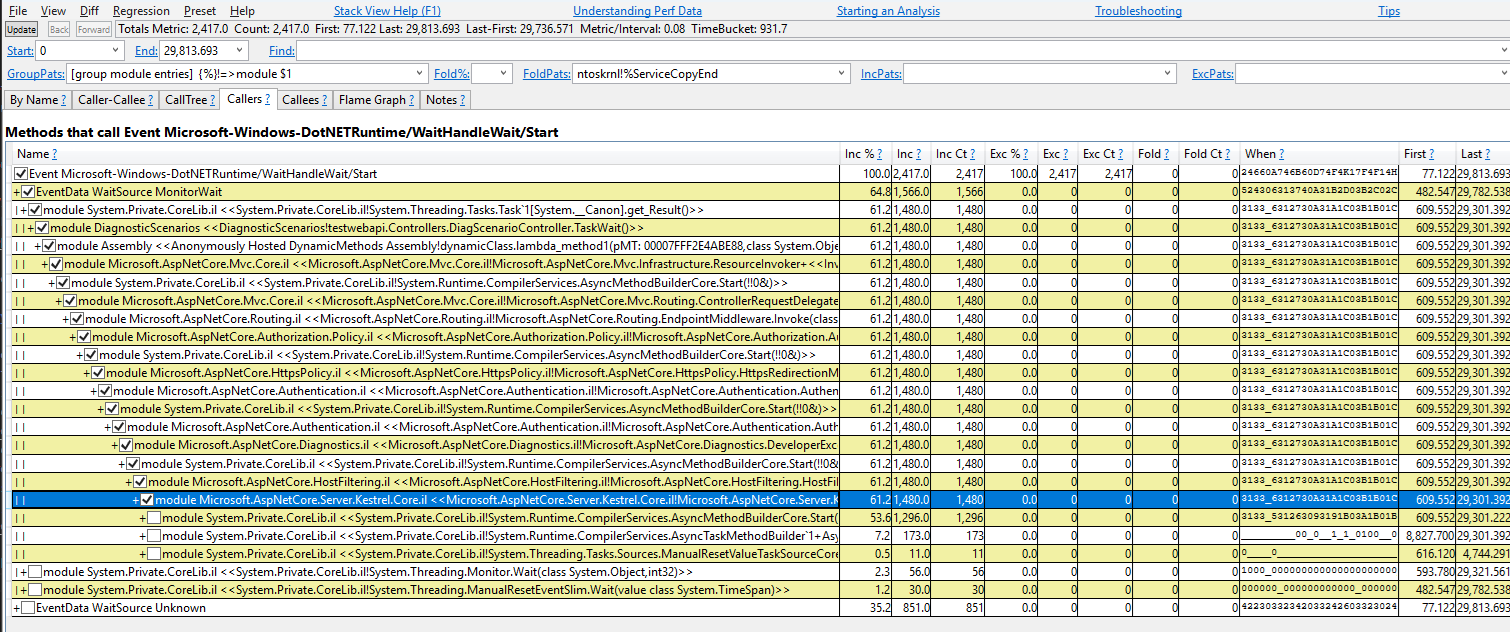 File View Diff Regression Preset Help Stack View Help (F1) Understanding Perf Data Starting an Analysis Troubleshooting Tips
Update Back Forward Totals Metric: 2,417.0 Count: 2,417.0 First: 77.122 Last: 29,813.693 Last-First: 29,736.571 Metric/Interval: 0.08 TimeBucket: 931.7
Start: 0 End: 29,813.693 Find:
GroupPats: [group module entries] {%}!=>module $1 Fold%: FoldPats: ntoskrnl!%ServiceCopyEnd IncPats: ExcPats:
By Name ? Caller-Callee ? CallTree ? Callers ? Callees ? Flame Graph ? Notes ?
Methods that call Event Microsoft-Windows-DotNETRuntime/WaitHandleWait/Start
Name ? Inc % ? Inc ? Inc Ct ? Exc % ? Exc ? Exc Ct ? Fold ? Fold Ct ? When ? First ? Last ?
Event Microsoft-Windows-DotNETRuntime/WaitHandleWait/Start 100.0 2,417.0 2,417 100.0 2,417 2,417 0 0 24660A746B60D74F4K17F4F14H 77.122 29,813.693
+ EventData WaitSource MonitorWait 64.8 1,566.0 1,566 0.0 0 0 0 0 524306313740A31B2D03B2C02C 482.547 29,782.538
| + module System.Private.CoreLib.il <<System.Private.CoreLib.il!System.Threading.Tasks.Task`1[System.__Canon].get_Result()>> 61.2 1,480.0 1,480 0.0 0 0 0 0 3133_6312730A31A1C03B1B01C 609.552 29,301.392
| | + module DiagnosticScenarios <<DiagnosticScenarios!testwebapi.Controllers.DiagScenarioController.TaskWait()>> 61.2 1,480.0 1,480 0.0 0 0 0 0 3133_6312730A31A1C03B1B01C 609.552 29,301.392
| | + module Assembly <<Anonymously Hosted DynamicMethods Assembly!dynamicClass.lambda_method1(pMT: 00007FFF2E4ABE88,class System.Obje 61.2 1,480.0 1,480 0.0 0 0 0 0 3133_6312730A31A1C03B1B01C 609.552 29,301.392
| | + module Microsoft.AspNetCore.Mvc.Core.il <<Microsoft.AspNetCore.Mvc.Core.il!Microsoft.AspNetCore.Mvc.Infrastructure.ResourceInvoker+<<Inv 61.2 1,480.0 1,480 0.0 0 0 0 0 3133_6312730A31A1C03B1B01C 609.552 29,301.392
| | + module System.Private.CoreLib.il <<System.Private.CoreLib.il!System.Runtime.CompilerServices.AsyncMethodBuilderCore.Start(!!0&)>> 61.2 1,480.0 1,480 0.0 0 0 0 0 3133_6312730A31A1C03B1B01C 609.552 29,301.392
| | + module Microsoft.AspNetCore.Mvc.Core.il <<Microsoft.AspNetCore.Mvc.Core.il!Microsoft.AspNetCore.Mvc.Routing.ControllerRequestDelegate 61.2 1,480.0 1,480 0.0 0 0 0 0 3133_6312730A31A1C03B1B01C 609.552 29,301.392
| | + module Microsoft.AspNetCore.Routing.il <<Microsoft.AspNetCore.Routing.il!Microsoft.AspNetCore.Routing.EndpointMiddleware.Invoke(class 61.2 1,480.0 1,480 0.0 0 0 0 0 3133_6312730A31A1C03B1B01C 609.552 29,301.392
| | + module Microsoft.AspNetCore.Authorization.Policy.il <<Microsoft.AspNetCore.Authorization.Policy.il!Microsoft.AspNetCore.Authorization.Au 61.2 1,480.0 1,480 0.0 0 0 0 0 3133_6312730A31A1C03B1B01C 609.552 29,301.392
| | + module System.Private.CoreLib.il <<System.Private.CoreLib.il!System.Runtime.CompilerServices.AsyncMethodBuilderCore.Start(!!0&)>> 61.2 1,480.0 1,480 0.0 0 0 0 0 3133_6312730A31A1C03B1B01C 609.552 29,301.392
| | + module Microsoft.AspNetCore.HttpsPolicy.il <<Microsoft.AspNetCore.HttpsPolicy.il!Microsoft.AspNetCore.HttpsPolicy.HttpsRedirectionM 61.2 1,480.0 1,480 0.0 0 0 0 0 3133_6312730A31A1C03B1B01C 609.552 29,301.392
| | + module Microsoft.AspNetCore.Authentication.il <<Microsoft.AspNetCore.Authentication.il!Microsoft.AspNetCore.Authentication.Authen 61.2 1,480.0 1,480 0.0 0 0 0 0 3133_6312730A31A1C03B1B01C 609.552 29,301.392
| | + module System.Private.CoreLib.il <<System.Private.CoreLib.il!System.Runtime.CompilerServices.AsyncMethodBuilderCore.Start(!!0&)>> 61.2 1,480.0 1,480 0.0 0 0 0 0 3133_6312730A31A1C03B1B01C 609.552 29,301.392
| | + module Microsoft.AspNetCore.Authentication.il <<Microsoft.AspNetCore.Authentication.il!Microsoft.AspNetCore.Authentication.Auth 61.2 1,480.0 1,480 0.0 0 0 0 0 3133_6312730A31A1C03B1B01C 609.552 29,301.392
| | + module Microsoft.AspNetCore.Diagnostics.il <<Microsoft.AspNetCore.Diagnostics.il!Microsoft.AspNetCore.Diagnostics.DeveloperExc 61.2 1,480.0 1,480 0.0 0 0 0 0 3133_6312730A31A1C03B1B01C 609.552 29,301.392
| | + module System.Private.CoreLib.il <<System.Private.CoreLib.il!System.Runtime.CompilerServices.AsyncMethodBuilderCore.Start(!!0& 61.2 1,480.0 1,480 0.0 0 0 0 0 3133_6312730A31A1C03B1B01C 609.552 29,301.392
| | + module Microsoft.AspNetCore.HostFiltering.il <<Microsoft.AspNetCore.HostFiltering.il!Microsoft.AspNetCore.HostFiltering.HostFil 61.2 1,480.0 1,480 0.0 0 0 0 0 3133_6312730A31A1C03B1B01C 609.552 29,301.392
| | + module Microsoft.AspNetCore.Server.Kestrel.Core.il <<Microsoft.AspNetCore.Server.Kestrel.Core.il!Microsoft.AspNetCore.Server.K 61.2 1,480.0 1,480 0.0 0 0 0 0 3133_6312730A31A1C03B1B01C 609.552 29,301.392
| | + module System.Private.CoreLib.il <<System.Private.CoreLib.il!System.Runtime.CompilerServices.AsyncMethodBuilderCore.Start( 53.6 1,296.0 1,296 0.0 0 0 0 0 3133_531263093191B03A1B01B 609.552 29,301.222
| | + module System.Private.CoreLib.il <<System.Private.CoreLib.il!System.Runtime.CompilerServices.AsyncTaskMethodBuilder`1+Asy 7.2 173.0 173 0.0 0 0 0 0 __________00_0__1_1_0100__0 8,827.700 29,301.392
| | + module System.Private.CoreLib.il <<System.Private.CoreLib.il!System.Threading.Tasks.Sources.ManualResetValueTaskSourceCore 0.5 11.0 11 0.0 0 0 0 0 0____0______________________ 616.120 4,744.291
| + module System.Private.CoreLib.il <<System.Private.CoreLib.il!System.Threading.Monitor.Wait(class System.Object,int32)>> 2.3 56.0 56 0.0 0 0 0 0 1000_000000000000000000000 593.780 29,321.561
| + module System.Private.CoreLib.il <<System.Private.CoreLib.il!System.Threading.ManualResetEventSlim.Wait(value class System.TimeSpan)>> 1.2 30.0 30 0.0 0 0 0 0 000000_00000000_0000000000 482.547 29,782.538
+ EventData WaitSource Unknown 35.2 851.0 851 0.0 0 0 0 0 42230332342033242603323024 77.122 29,813.693